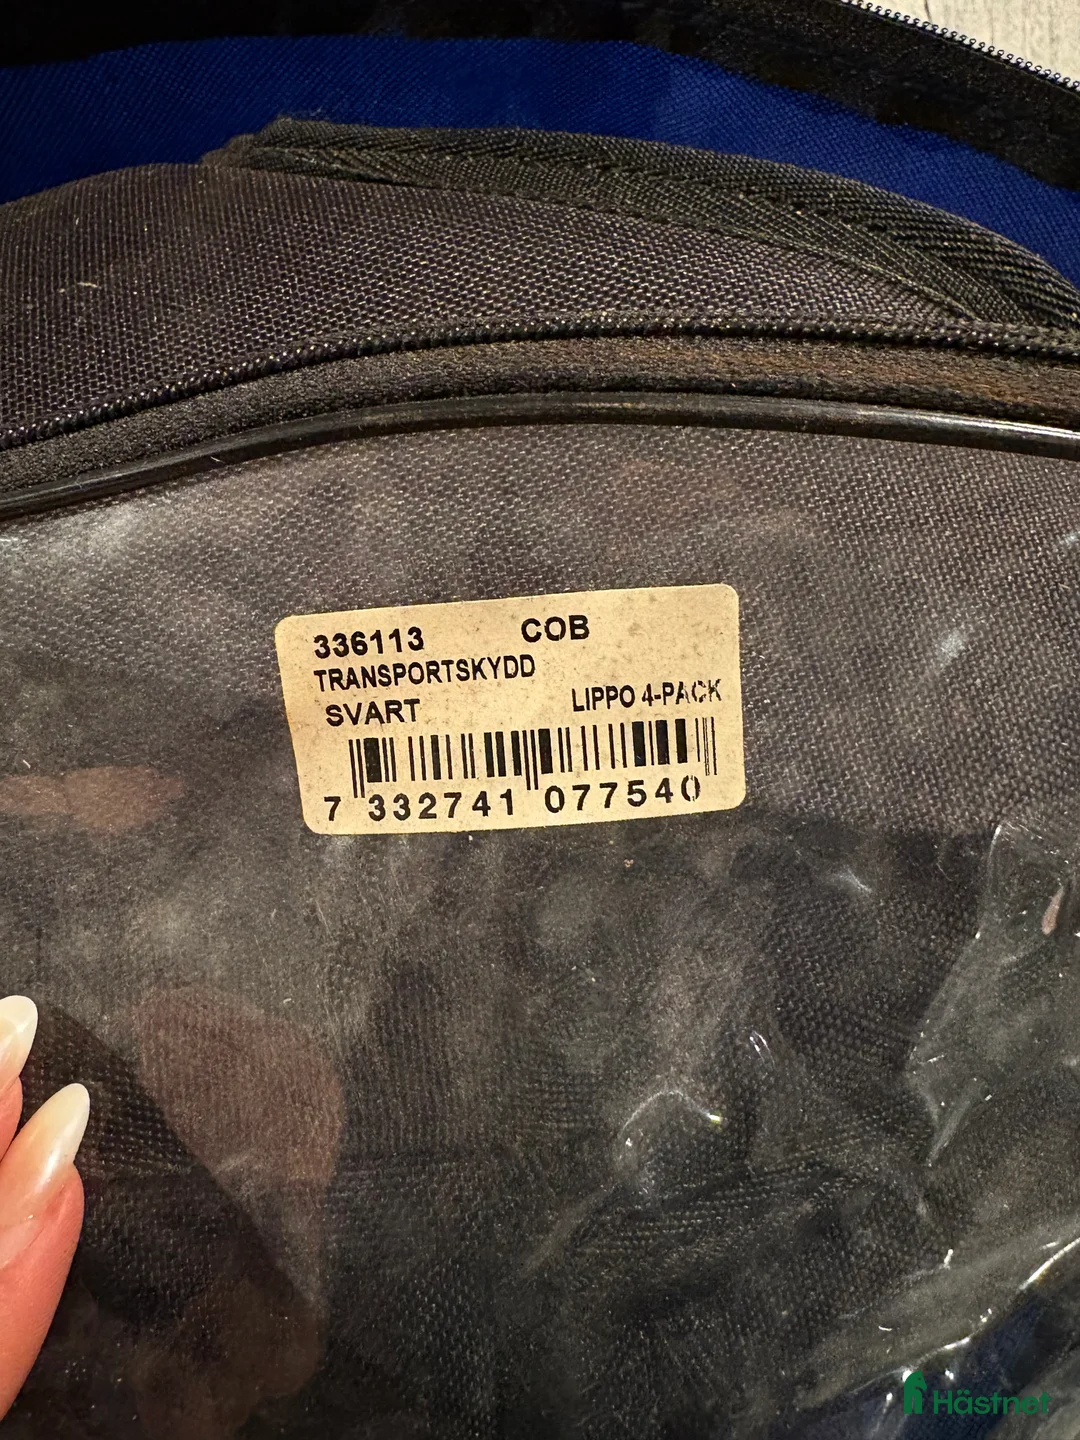 336113 COB
TRANSPORTSKYDD
SVART LIPPO 4-PACK
7 332741 077540
Hästnet